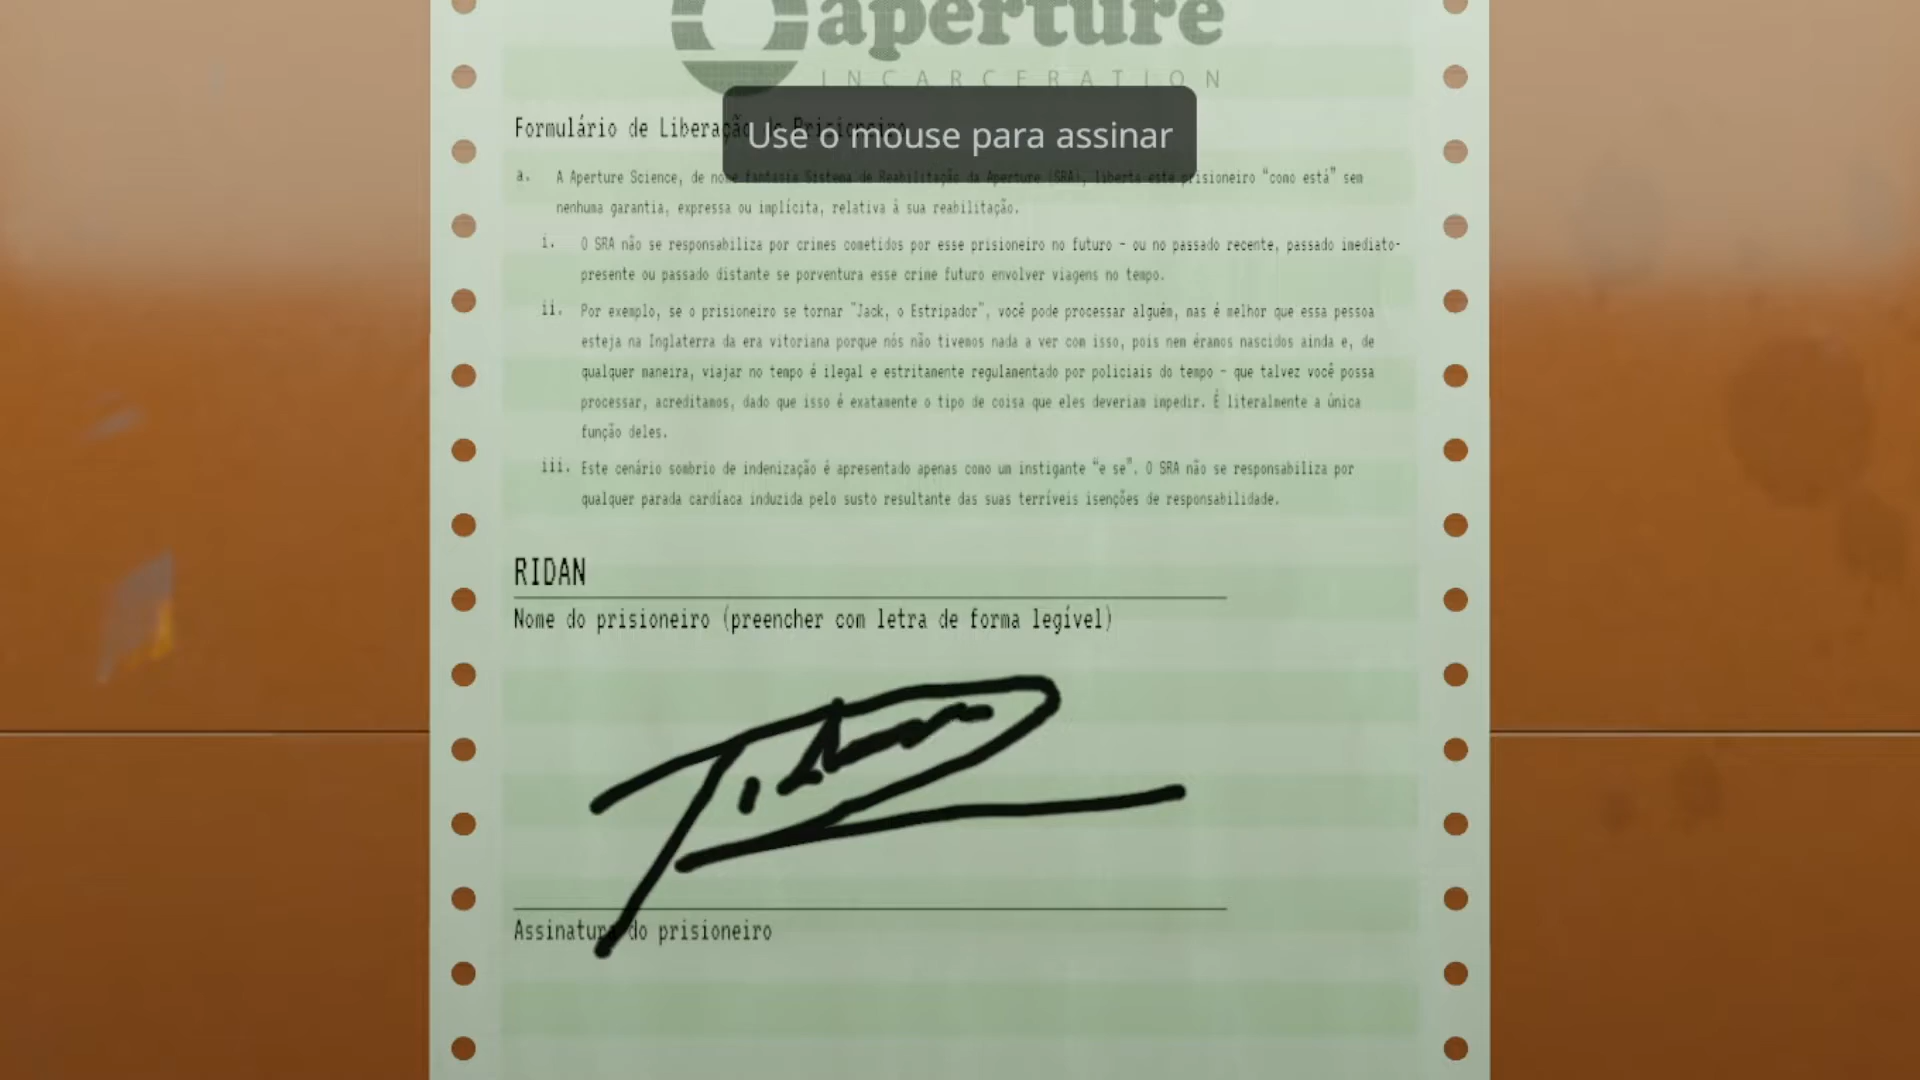 aperture
INCARCERATION
Formulário de Liberação de Prisioneiro
Use o mouse para assinar
a. A Aperture Science, de nome fantasia Sistema de Reabilitação da Aperture (SRA), liberta este prisioneiro “como está” sem
nenhuma garantia, expressa ou implícita, relativa à sua reabilitação.
i. O SRA não se responsabiliza por crimes cometidos por esse prisioneiro no futuro - ou no passado recente, passado imediato-
presente ou passado distante se porventura esse crime futuro envolver viagens no tempo.
ii. Por exemplo, se o prisioneiro se tornar "Jack, o Estripador", você pode processar alguém, mas é melhor que essa pessoa
esteja na Inglaterra da era vitoriana porque nós não tivemos nada a ver com isso, pois nem éramos nascidos ainda e, de
qualquer maneira, viajar no tempo é ilegal e estritamente regulamentado por policiais do tempo - que talvez você possa
processar, acreditamos, dado que isso é exatamente o tipo de coisa que eles deveriam impedir. É literalmente a única
função deles.
iii. Este cenário sombrio de indenização é apresentado apenas como um instigante “e se”. O SRA não se responsabiliza por
qualquer parada cardíaca induzida pelo susto resultante das suas terríveis isenções de responsabilidade.
RIDAN
Nome do prisioneiro (preencher com letra de forma legível)
Assinatura do prisioneiro